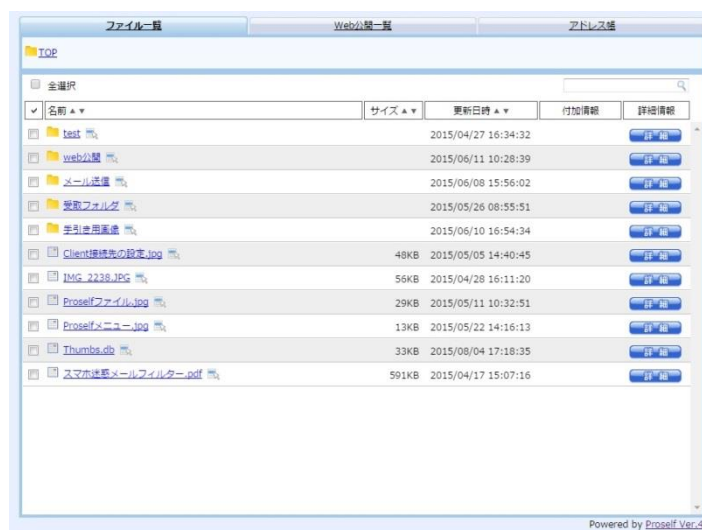 ファイル一覧 Web公開一覧 アドレス帳
TOP
全選択
名前▲▼ サイズ▲▼ 更新日時▲▼ 付加情報 詳細情報
test 2015/04/27 16:34:32 詳 細
web公開 2015/06/11 10:28:39 詳 細
メール送信 2015/06/08 15:56:02 詳 細
受取フォルダ 2015/05/26 08:55:51 詳 細
手引き用画像 2015/06/10 16:54:34 詳 細
Client接続先の設定.jpg 48KB 2015/05/05 14:40:45 詳 細
IMG_2238.JPG 56KB 2015/04/28 16:11:20 詳 細
Proselfファイル.jpg 29KB 2015/05/11 10:32:51 詳 細
Proselfメニュー.jpg 13KB 2015/05/22 14:16:13 詳 細
Thumbs.db 33KB 2015/08/04 17:18:35 詳 細
スマホ迷惑メールフィルター.pdf 591KB 2015/04/17 15:07:16 詳 細
Powered by Proself Ver.4